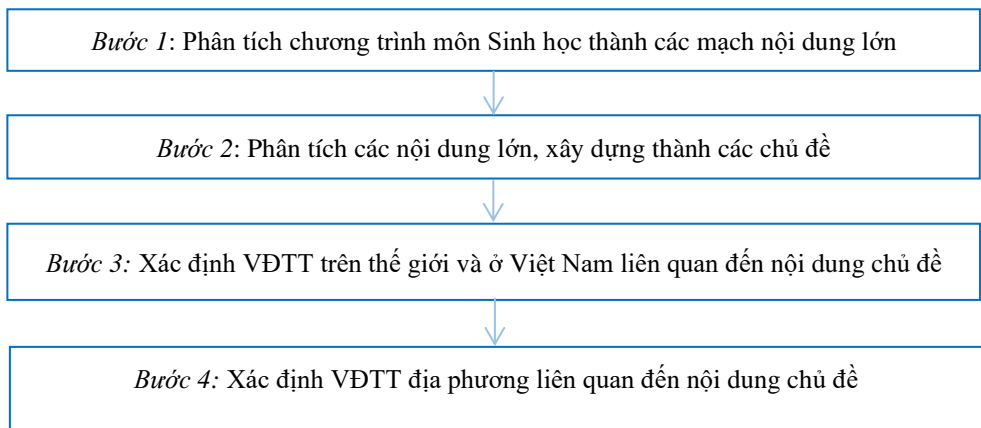 Bước 1: Phân tích chương trình môn Sinh học thành các mạch nội dung lớn
Bước 2: Phân tích các nội dung lớn, xây dựng thành các chủ đề
Bước 3: Xác định VĐTT trên thế giới và ở Việt Nam liên quan đến nội dung chủ đề
Bước 4: Xác định VĐTT địa phương liên quan đến nội dung chủ đề